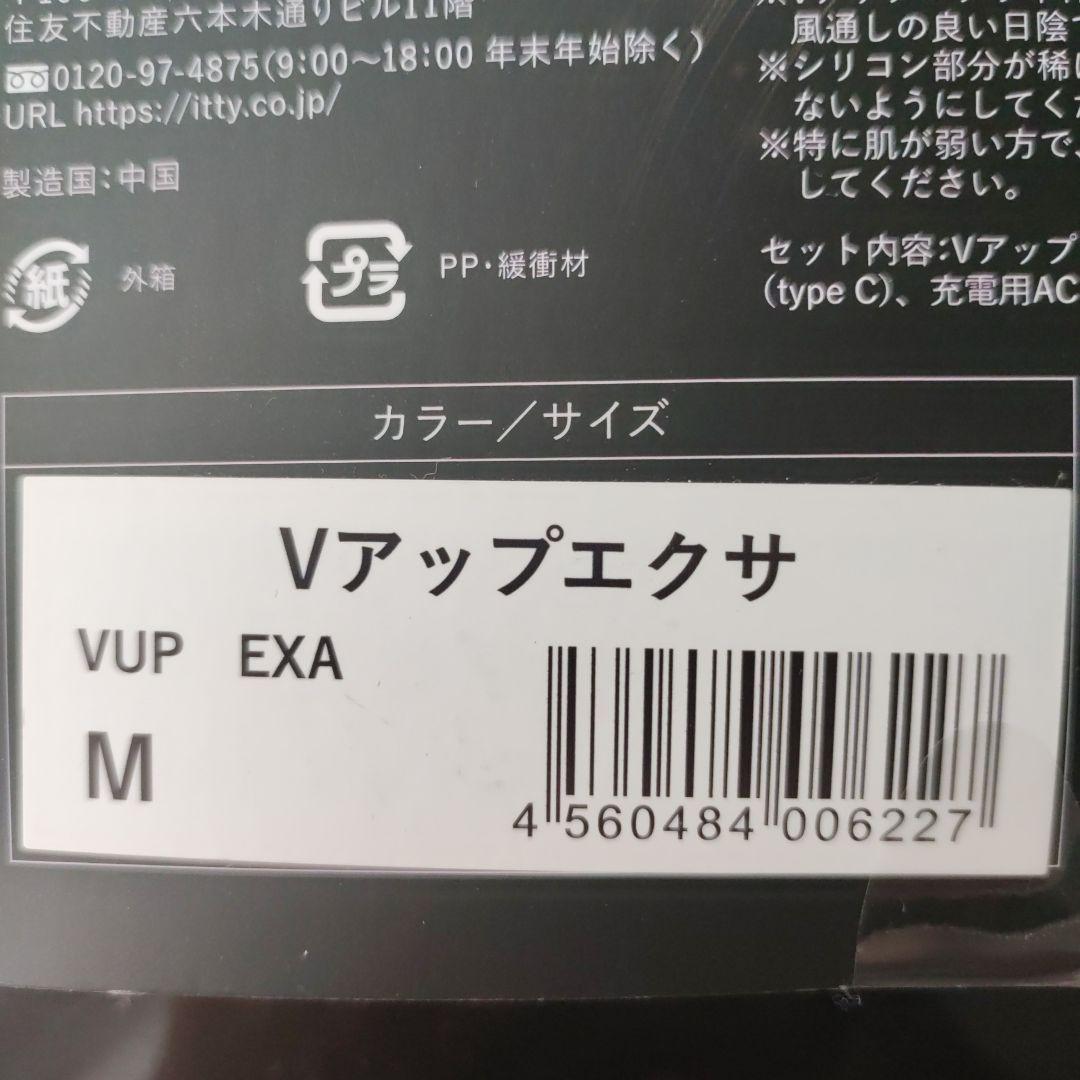 住友不動産六本木通りビル11階
0120-97-4875(9:00〜18:00 年末年始除く)
URL https://itty.co.jp/
製造国:中国
紙 外箱
プラ PP・緩衝材
風通しの良い日陰
※シリコン部分が稀に
ないようにしてくだ
※特に肌が弱い方で、
してください。
セット内容:Vアップ
(type C)、充電用AC
カラー/サイズ
Vアップエクサ
VUP EXA
M
4 560484 006227